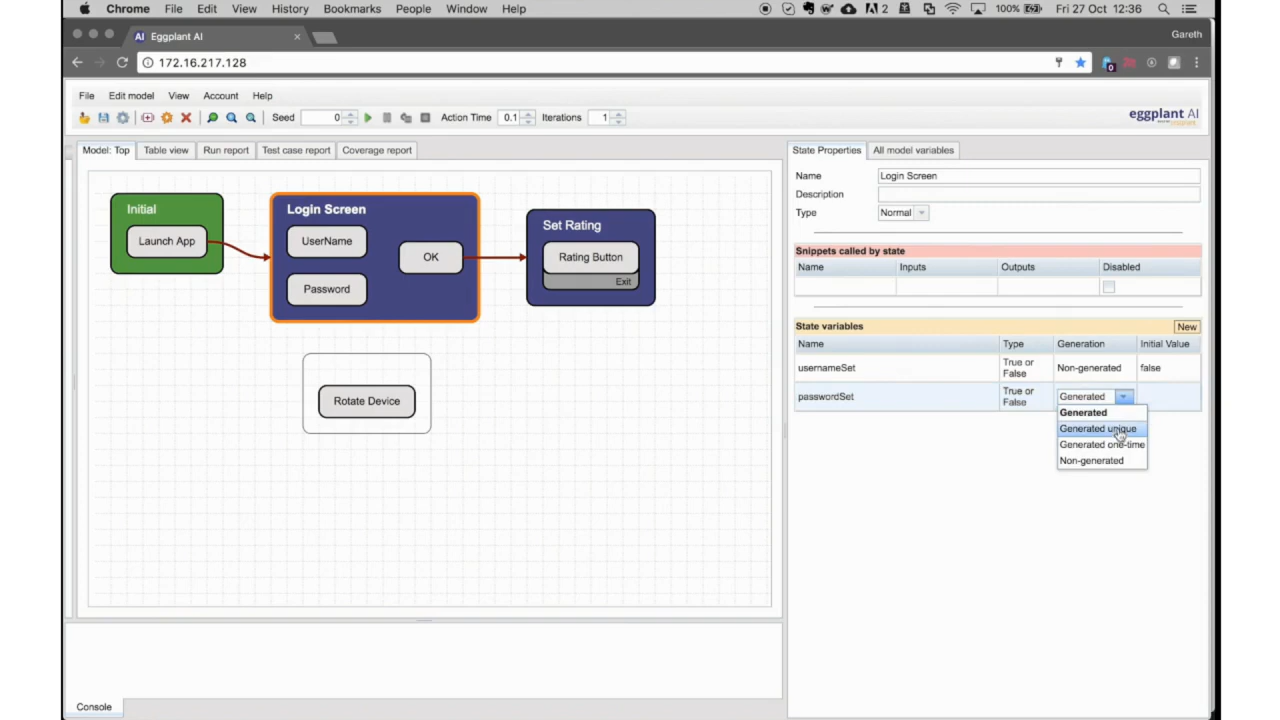 Chrome File Edit View History Bookmarks People Window Help 2 100% Fri 27 Oct 12:36
AI Eggplant AI × Gareth
172.16.217.128 0
File Edit model View Account Help
Seed 0 Action Time 0.1 Iterations 1 eggplant AI
Model: Top Table view Run report Test case report Coverage report State Properties All model variables
Name Login Screen
Description
Type Normal
Initial
Launch App
Login Screen
UserName
Password
OK
Set Rating
Rating Button
Exit
Rotate Device
Snippets called by state
Name Inputs Outputs Disabled
State variables New
Name Type Generation Initial Value
usernameSet True or False Non-generated false
passwordSet True or False Generated
Generated
Generated unique
Generated one-time
Non-generated
Console